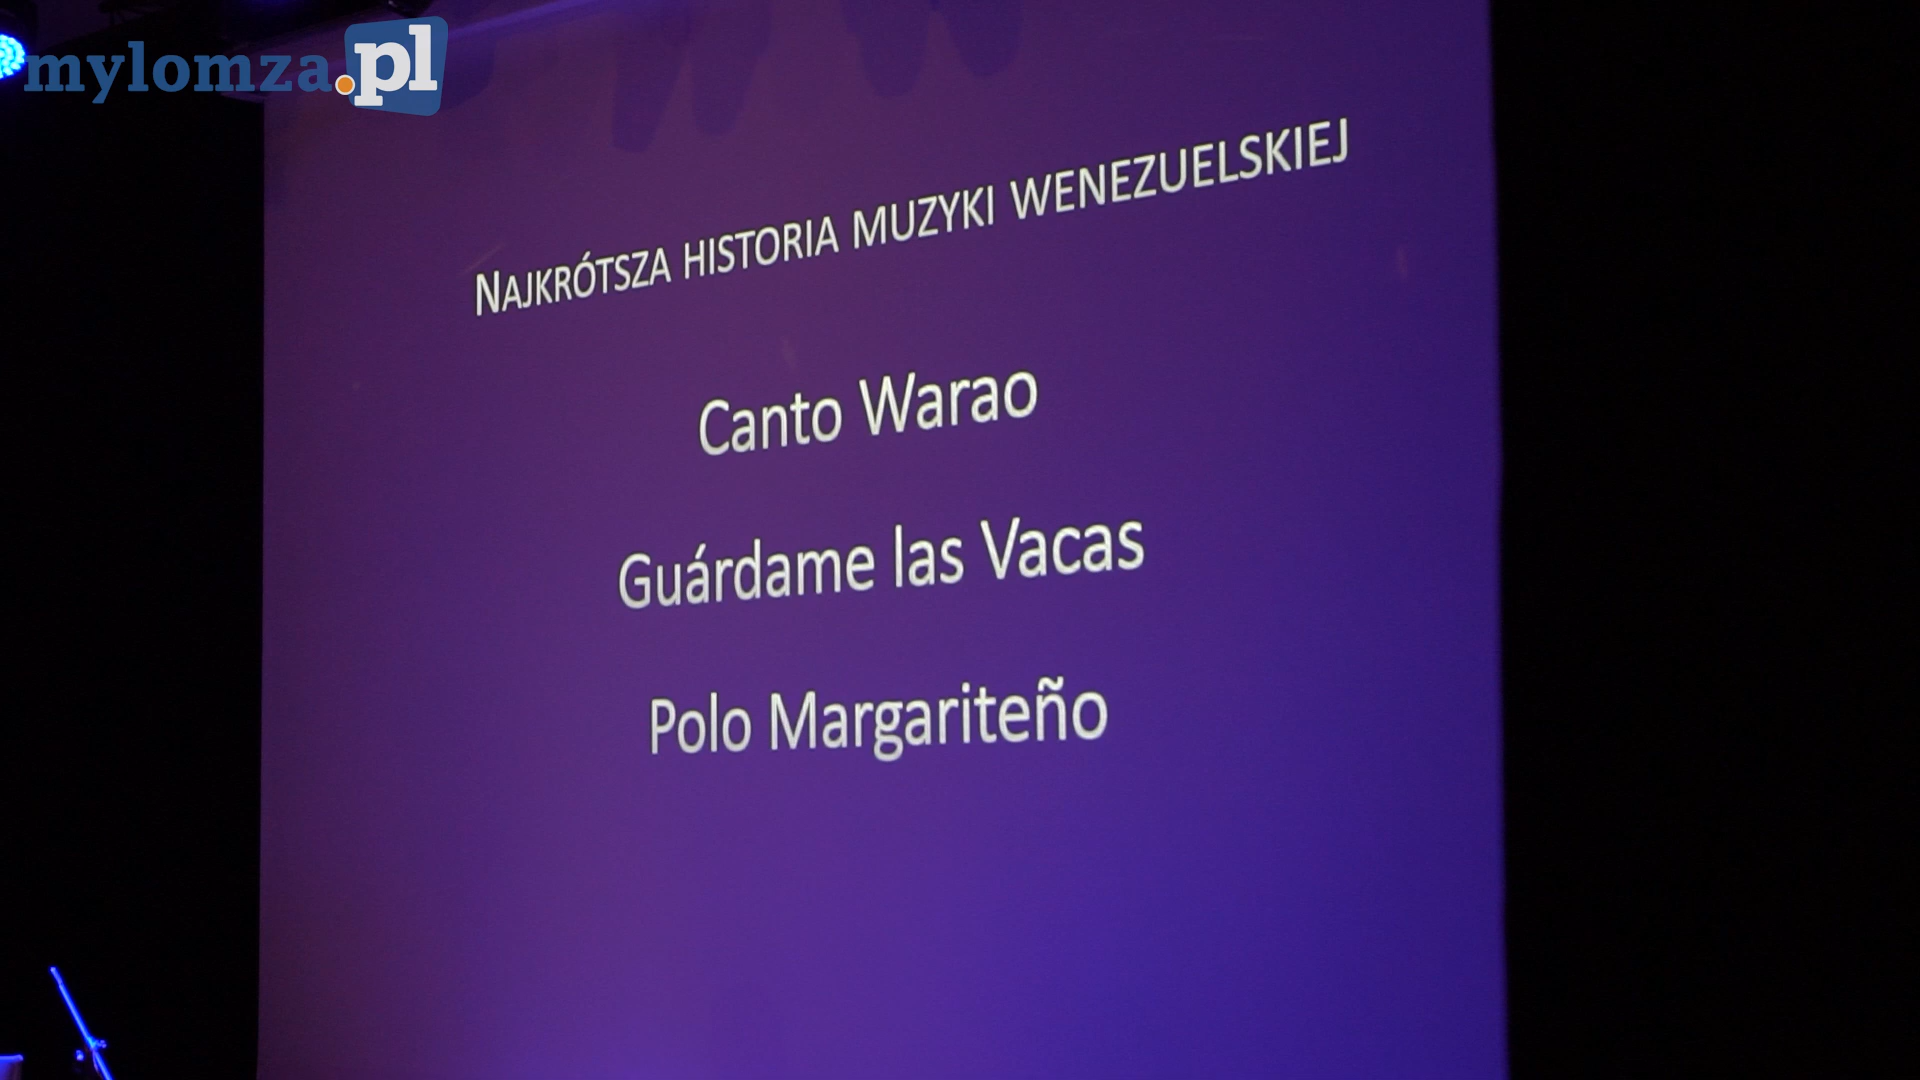 mylomza.pl
NAJKRÓTSZA HISTORIA MUZYKI WENEZUELSKIEJ
Canto Warao
Guárdame las Vacas
Polo Margariteño